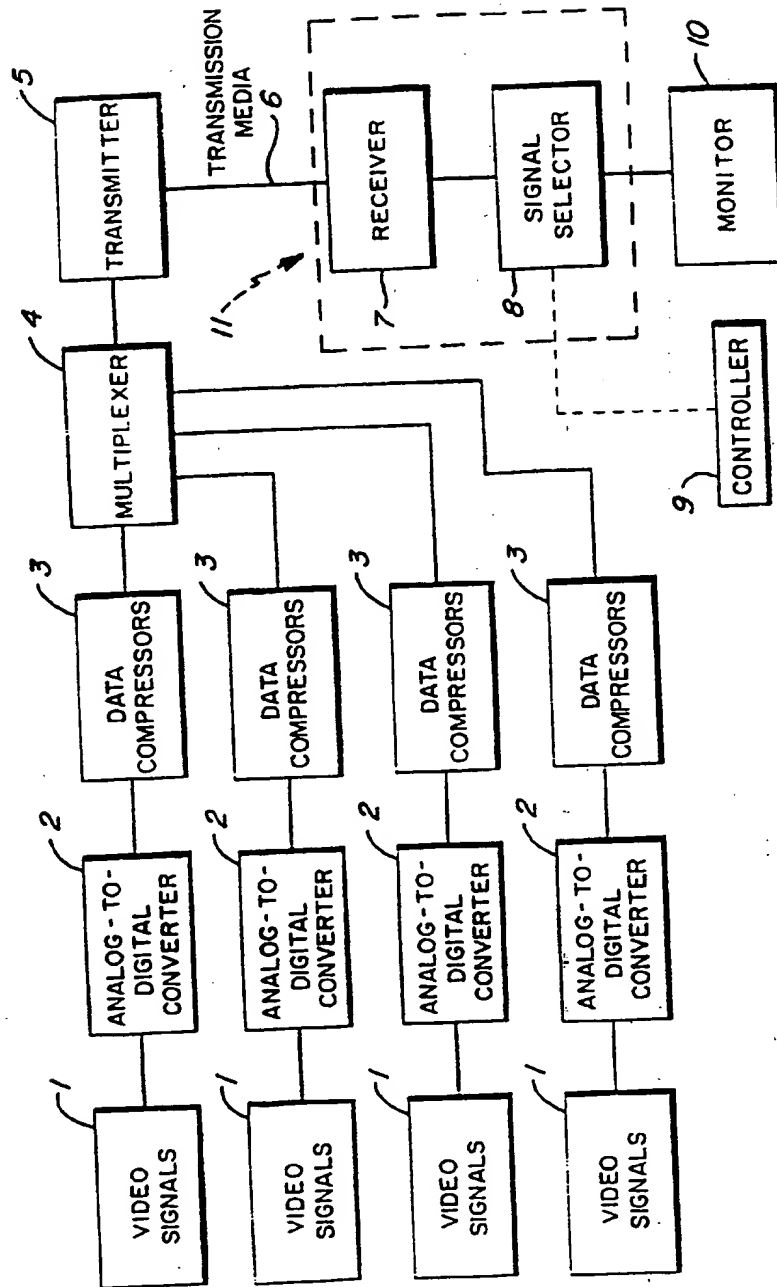 VIDEO
SIGNALS
1
ANALOG-TO-
DIGITAL
CONVERTER
2
DATA
COMPRESSORS
3
MULTIPLEXER
4
TRANSMITTER
5
VIDEO
SIGNALS
1
ANALOG-TO-
DIGITAL
CONVERTER
2
DATA
COMPRESSORS
3
VIDEO
SIGNALS
1
ANALOG-TO-
DIGITAL
CONVERTER
2
DATA
COMPRESSORS
3
VIDEO
SIGNALS
1
ANALOG-TO-
DIGITAL
CONVERTER
2
DATA
COMPRESSORS
3
TRANSMISSION
MEDIA
6
11
RECEIVER
7
SIGNAL
SELECTOR
8
CONTROLLER
9
MONITOR
10